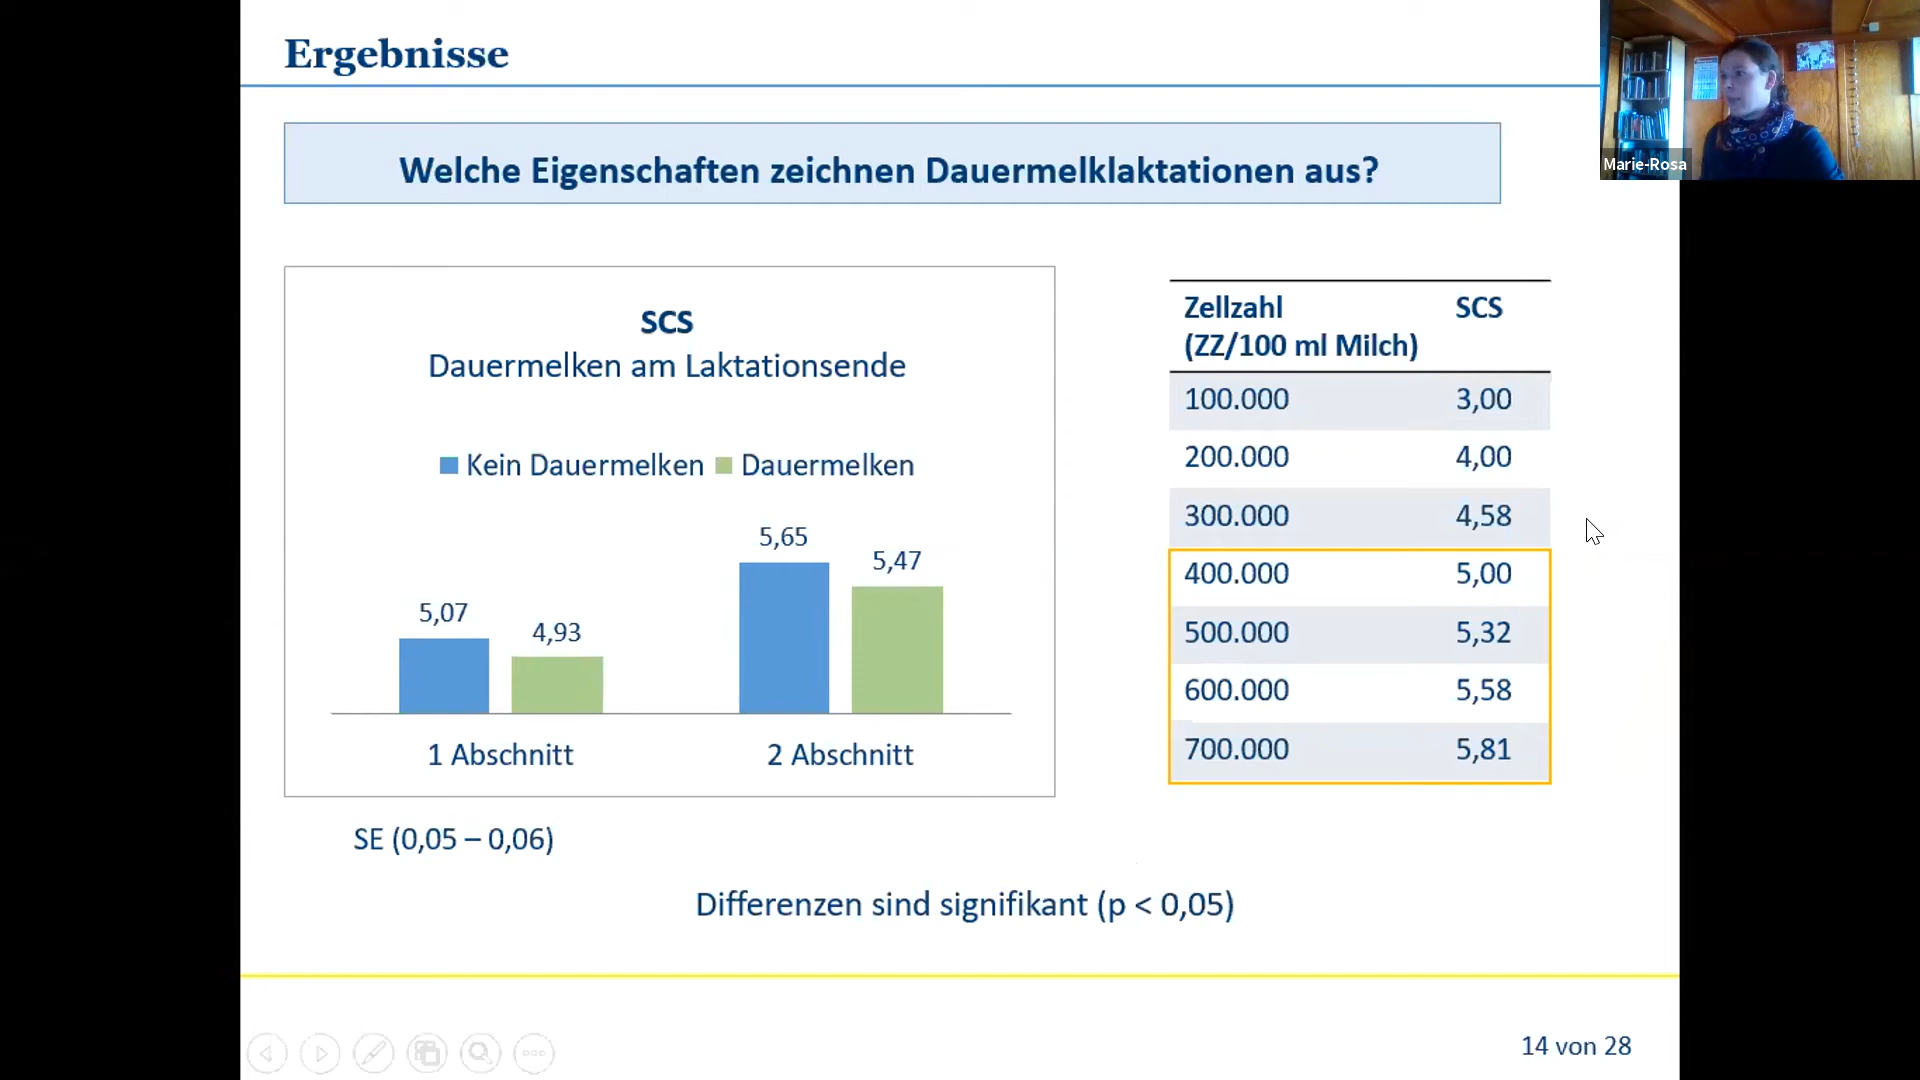 Ergebnisse
Marie-Rosa
Welche Eigenschaften zeichnen Dauermelklaktationen aus?
SCS
Dauermelken am Laktationsende
Kein Dauermelken Dauermelken
5,07 4,93 5,65 5,47
1 Abschnitt 2 Abschnitt
SE (0,05 – 0,06)
Zellzahl SCS
(ZZ/100 ml Milch)
100.000 3,00
200.000 4,00
300.000 4,58
400.000 5,00
500.000 5,32
600.000 5,58
700.000 5,81
Differenzen sind signifikant (p < 0,05)
14 von 28